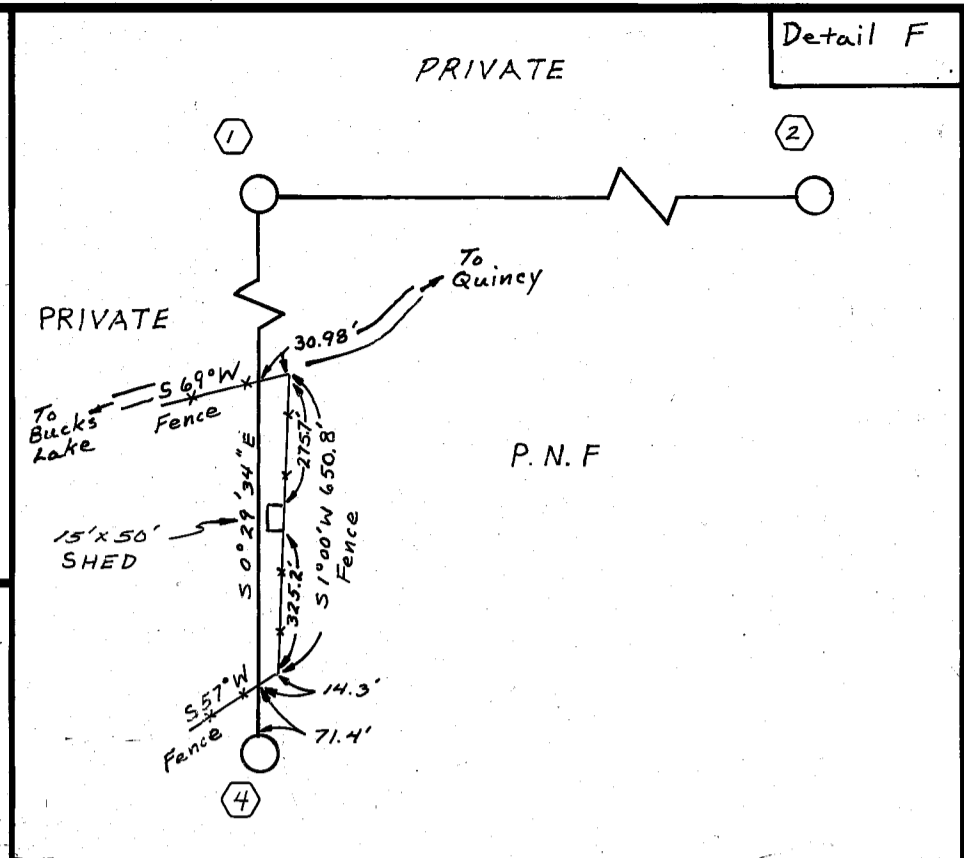 Detail F
PRIVATE
1
2
To
Quincy
PRIVATE
30.98'
S 69° W
Fence
To
Bucks
Lake
275.7'
S 1° 00' W 650.8'
Fence
P. N. F
S 0° 29' 34" E
15' x 50'
SHED
325.2'
S 57° W
Fence
14.3'
71.4'
4